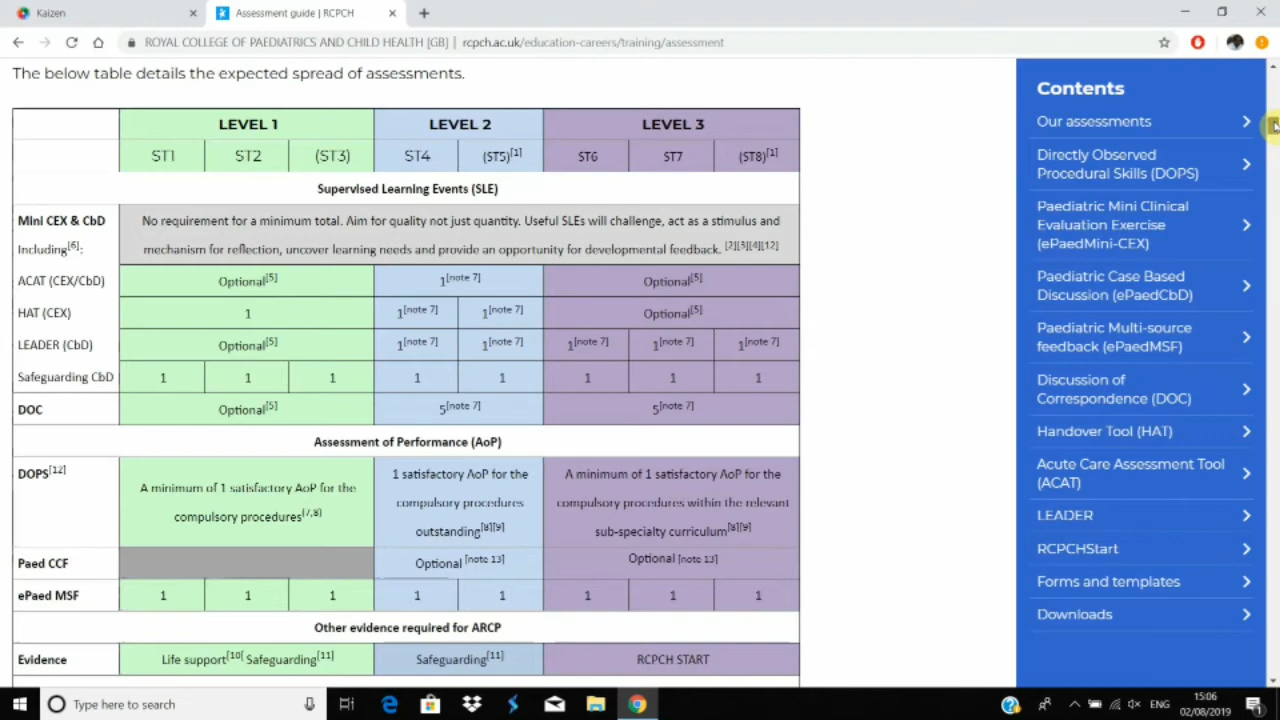 Kaizen
Assessment guide | RCPCH
ROYAL COLLEGE OF PAEDIATRICS AND CHILD HEALTH [GB] | rcpch.ac.uk/education-careers/training/assessment
The below table details the expected spread of assessments.
LEVEL 1 LEVEL 2 LEVEL 3
ST1 ST2 (ST3) ST4 (ST5)[1] ST6 ST7 (ST8)[1]
Supervised Learning Events (SLE)
Mini CEX & CbD No requirement for a minimum total. Aim for quality not just quantity. Useful SLEs will challenge, act as a stimulus and
Including[6]: mechanism for reflection, uncover learning needs and provide an opportunity for developmental feedback. [2][3][4][12]
ACAT (CEX/CbD) Optional[5] 1[note 7] Optional[5]
HAT (CEX) 1 1[note 7] 1[note 7] Optional[5]
LEADER (CbD) Optional[5] 1[note 7] 1[note 7] 1[note 7] 1[note 7] 1[note 7]
Safeguarding CbD 1 1 1 1 1 1 1 1
DOC Optional[5] 5[note 7] 5[note 7]
Assessment of Performance (AoP)
DOPS[12]
A minimum of 1 satisfactory AoP for the
compulsory procedures[7,8]
1 satisfactory AoP for the
compulsory procedures
outstanding[8][9]
A minimum of 1 satisfactory AoP for the
compulsory procedures within the relevant
sub-specialty curriculum[8][9]
Paed CCF Optional [note 13] Optional [note 13]
ePaed MSF 1 1 1 1 1 1 1 1
Other evidence required for ARCP
Evidence Life support[10[ Safeguarding[11] Safeguarding[11] RCPCH START
Contents
Our assessments
Directly Observed
Procedural Skills (DOPS)
Paediatric Mini Clinical
Evaluation Exercise
(ePaedMini-CEX)
Paediatric Case Based
Discussion (ePaedCbD)
Paediatric Multi-source
feedback (ePaedMSF)
Discussion of
Correspondence (DOC)
Handover Tool (HAT)
Acute Care Assessment Tool
(ACAT)
LEADER
RCPCHStart
Forms and templates
Downloads
Type here to search
ENG
15:06
02/08/2019
1